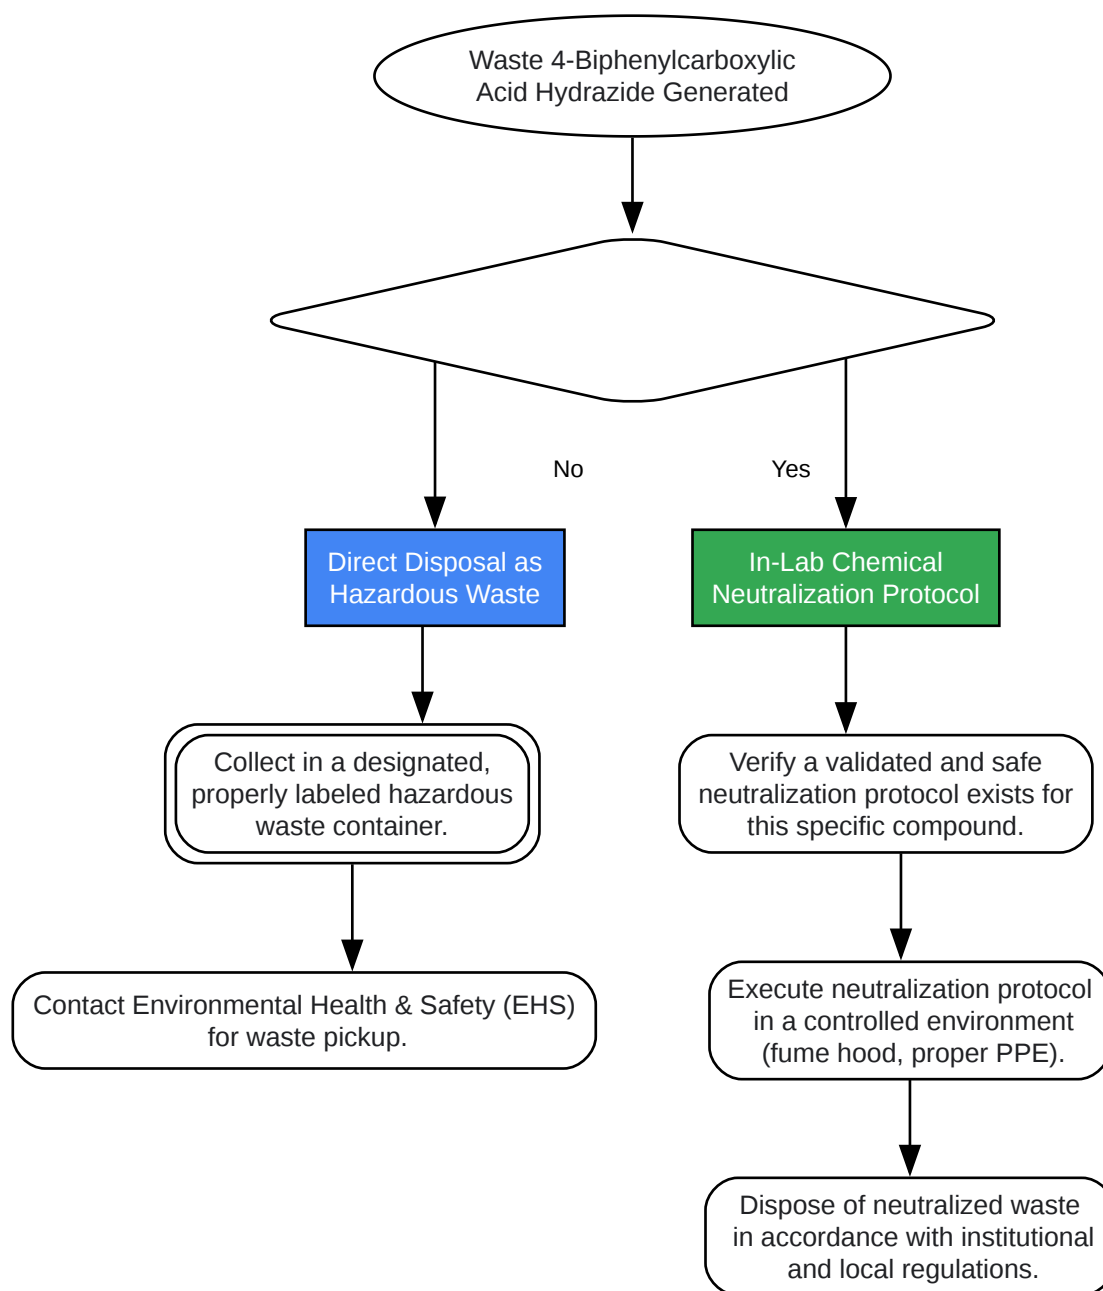 Waste 4-Biphenylcarboxylic
Acid Hydrazide Generated
No
Yes
Direct Disposal as
Hazardous Waste
In-Lab Chemical
Neutralization Protocol
Collect in a designated,
properly labeled hazardous
waste container.
Verify a validated and safe
neutralization protocol exists for
this specific compound.
Contact Environmental Health & Safety (EHS)
for waste pickup.
Execute neutralization protocol
in a controlled environment
(fume hood, proper PPE).
Dispose of neutralized waste
in accordance with institutional
and local regulations.